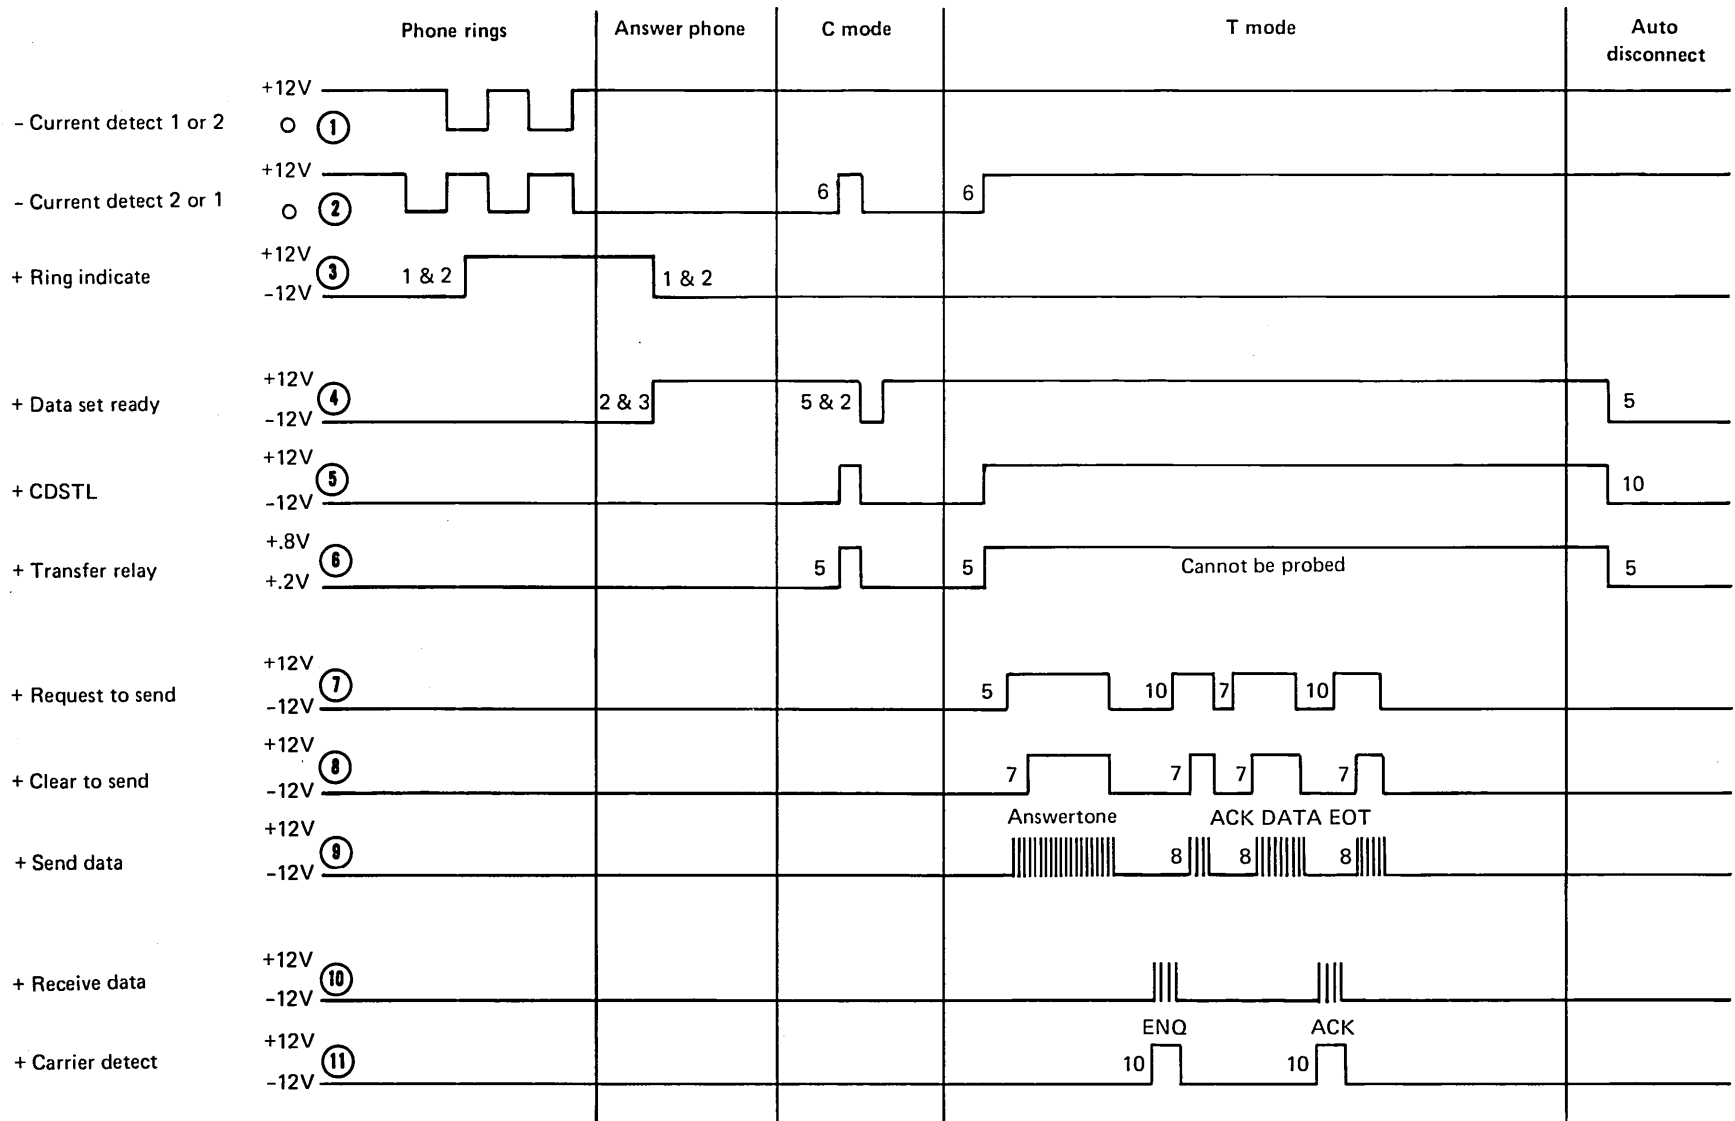 Phone rings
Answer phone
C mode
T mode
Auto
disconnect
+12V
– Current detect 1 or 2
O
1
+12V
– Current detect 2 or 1
O
2
6
6
+12V
+ Ring indicate
3
1 & 2
1 & 2
–12V
+12V
+ Data set ready
4
2 & 3
5 & 2
5
–12V
+12V
+ CDSTL
5
10
–12V
+.8V
+ Transfer relay
6
5
5
Cannot be probed
5
+.2V
+12V
+ Request to send
7
5
10
7
10
–12V
+12V
+ Clear to send
8
7
7
7
7
–12V
Answertone
ACK DATA EOT
+12V
+ Send data
9
8
8
8
–12V
+12V
+ Receive data
10
–12V
ENQ
ACK
+12V
+ Carrier detect
11
10
10
–12V